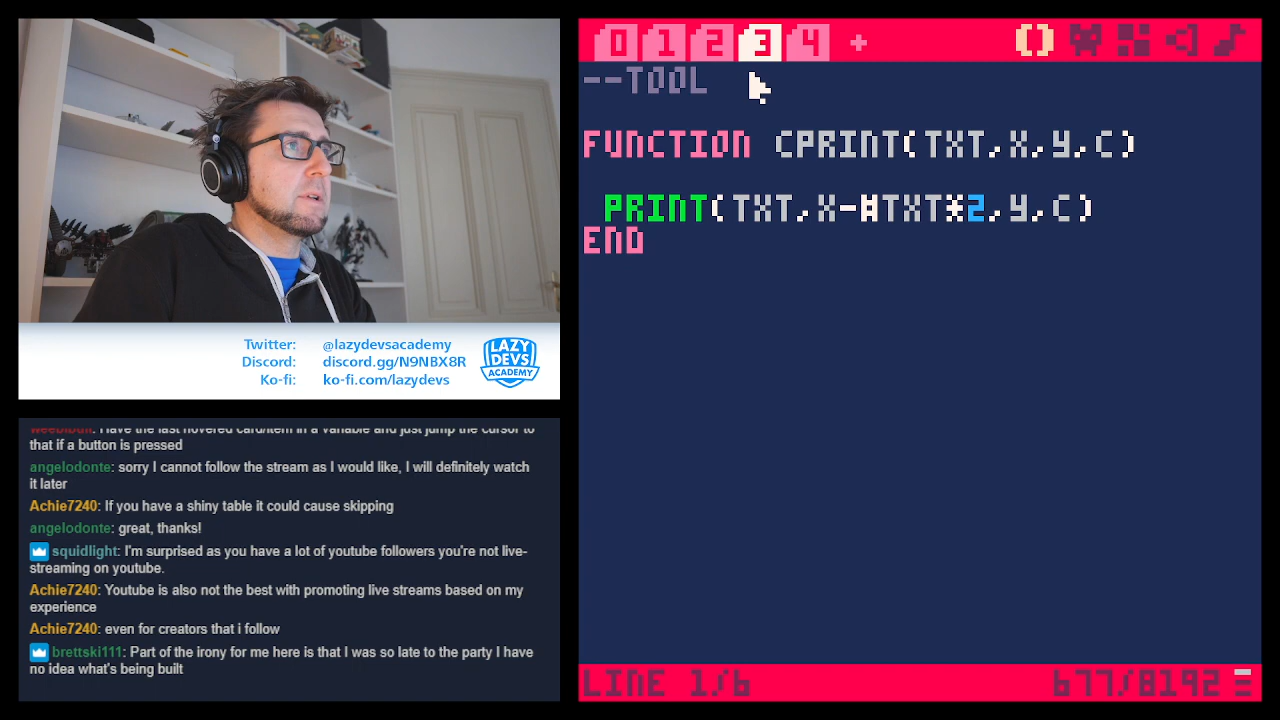 0 1 2 3 4 +
--TOOL
FUNCTION CPRINT(TXT,X,Y,C)
PRINT(TXT,X-#TXT*2,Y,C)
END
LINE 1/6
677/8192
Twitter: @lazydevsacademy
Discord: discord.gg/N9NBX8R
Ko-fi: ko-fi.com/lazydevs
LAZY
DEVS
ACADEMY
weebibuli: Have the last hovered card/item in a variable and just jump the cursor to
that if a button is pressed
angelodonte: sorry I cannot follow the stream as I would like, I will definitely watch
it later
Achie7240: If you have a shiny table it could cause skipping
angelodonte: great, thanks!
squidlight: I'm surprised as you have a lot of youtube followers you're not live-
streaming on youtube.
Achie7240: Youtube is also not the best with promoting live streams based on my
experience
Achie7240: even for creators that i follow
brettski111: Part of the irony for me here is that I was so late to the party I have
no idea what's being built